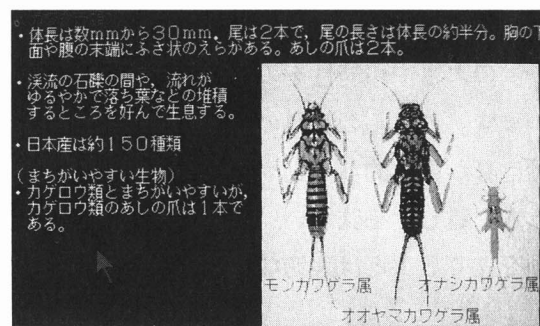 ・体長は数mmから30mm．尾は2本で，尾の長さは体長の約半分。胸の下
面や腹の末端にふさ状のえらがある。あしの爪は2本。
・渓流の石礫の間や，流れが
ゆるやかで落ち葉などの堆積
するところを好んで生息する。
・日本産は約150種類
（まちがいやすい生物）
・カゲロウ類とまちがいやすいが，
カゲロウ類のあしの爪は1本で
ある。
モンカワゲラ属
オナシカワゲラ属
オオヤマカワゲラ属